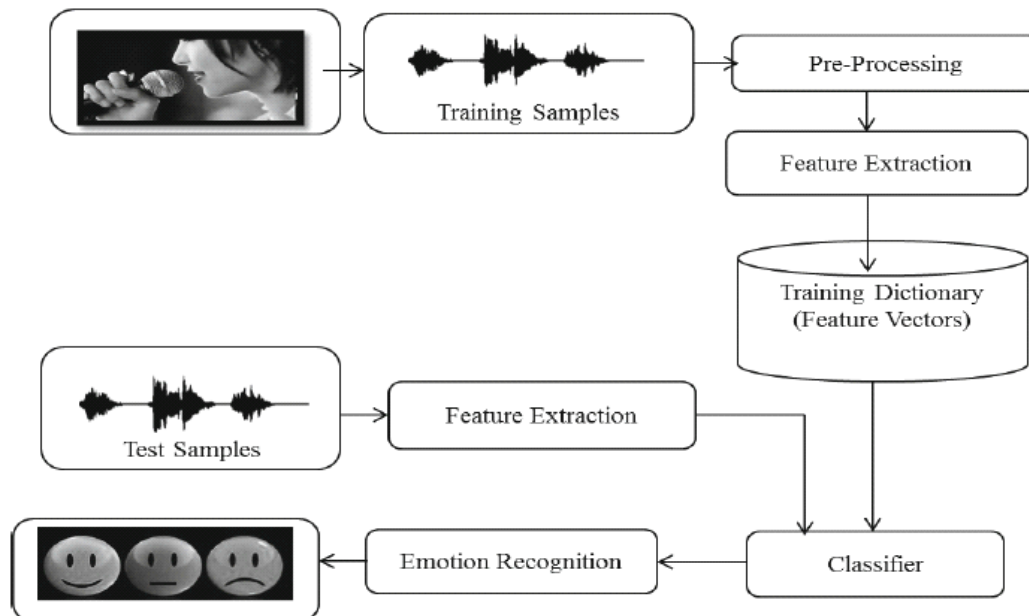 Training Samples
Pre-Processing
Feature Extraction
Training Dictionary
(Feature Vectors)
Test Samples
Feature Extraction
Emotion Recognition
Classifier